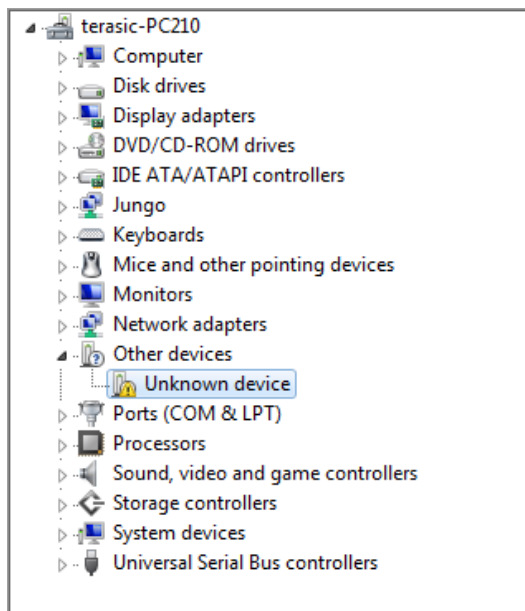 terasic-PC210
Computer
Disk drives
Display adapters
DVD/CD-ROM drives
IDE ATA/ATAPI controllers
Jungo
Keyboards
Mice and other pointing devices
Monitors
Network adapters
Other devices
Unknown device
Ports (COM & LPT)
Processors
Sound, video and game controllers
Storage controllers
System devices
Universal Serial Bus controllers